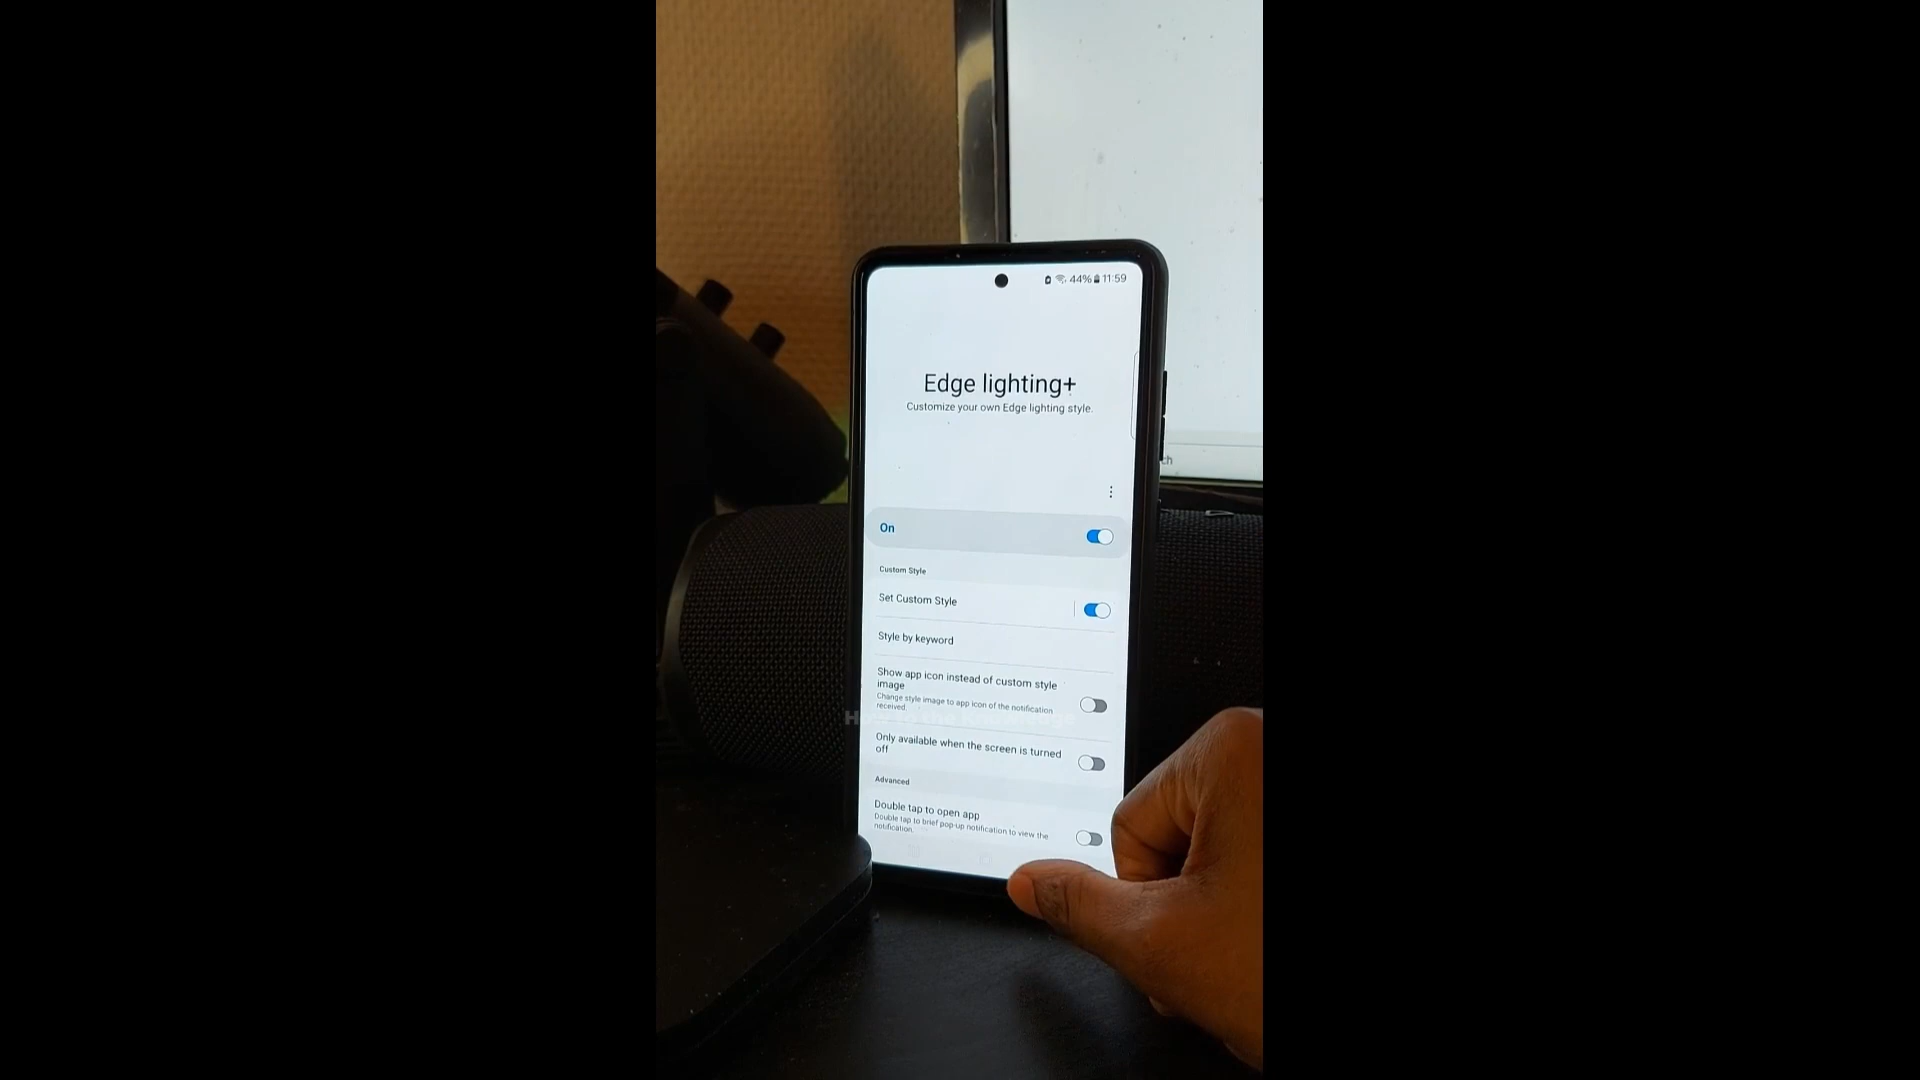 44% 11:59
Edge lighting+
Customize your own Edge lighting style.
On
Custom Style
Set Custom Style
Style by keyword
Show app icon instead of custom style
image
Change style image to app icon of the notification
received.
Only available when the screen is turned
off
Advanced
Double tap to open app
Double tap to brief pop-up notification to view the
notification.